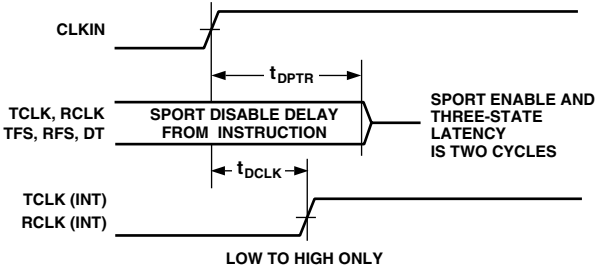 CLKIN
tDPTR
TCLK, RCLK
TFS, RFS, DT
SPORT DISABLE DELAY
FROM INSTRUCTION
SPORT ENABLE AND
THREE-STATE
LATENCY
IS TWO CYCLES
tDCLK
TCLK (INT)
RCLK (INT)
LOW TO HIGH ONLY